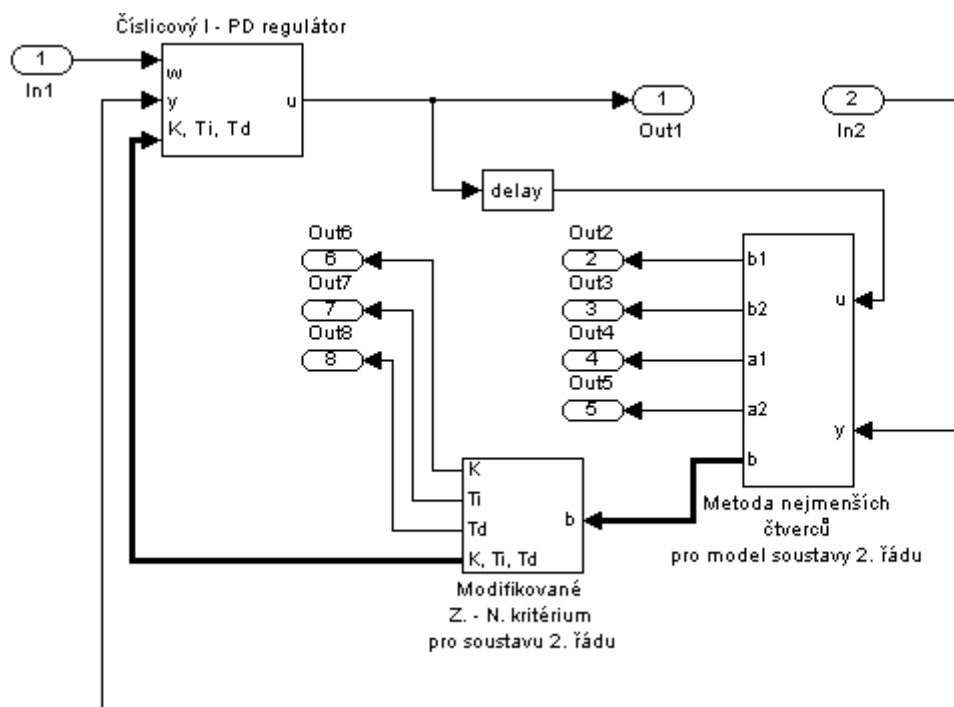 Číslicový I - PD regulátor
1
In1
w
y
K, Ti, Td
u
1
Out1
2
In2
delay
Out6
6
Out7
7
Out8
8
Out2
2
Out3
3
Out4
4
Out5
5
b1
b2
a1
a2
b
u
y
Metoda nejmenších
čtverců
pro model soustavy 2. řádu
K
Ti
Td
K, Ti, Td
b
Modifikované
Z. - N. kritérium
pro soustavu 2. řádu